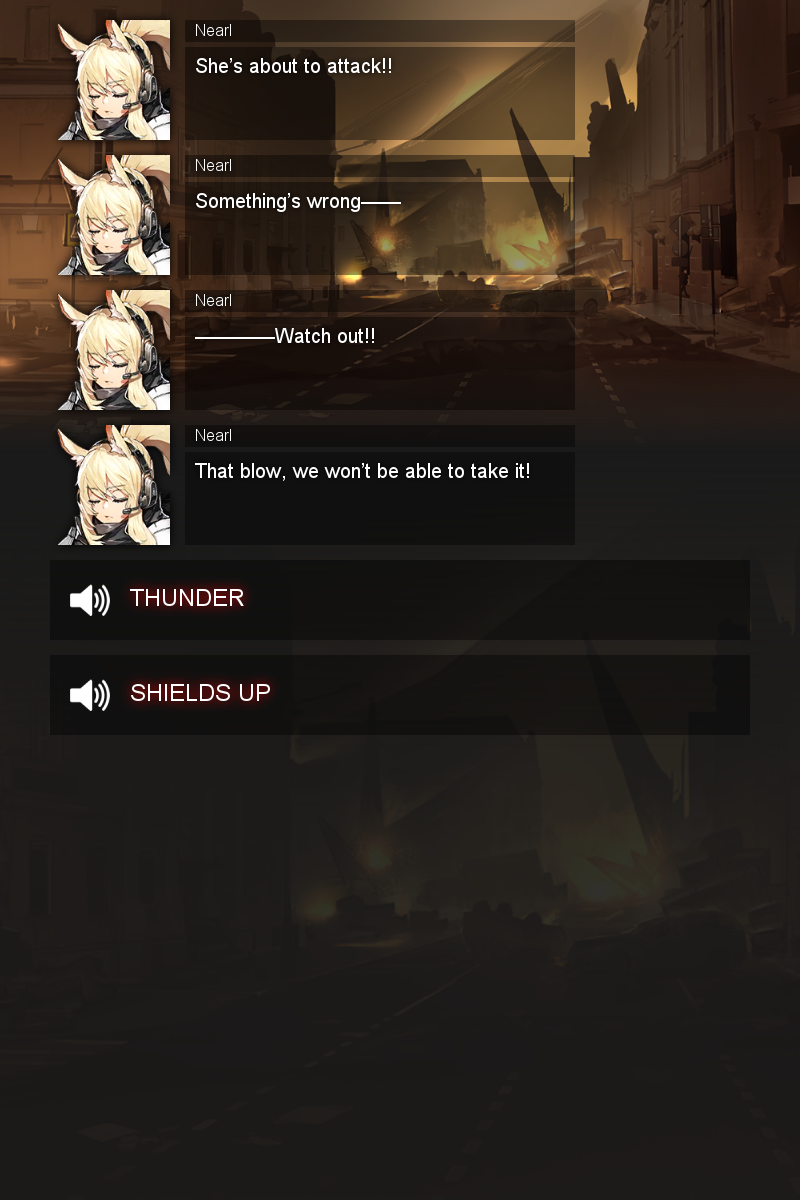 Nearl
She's about to attack!!
Nearl
Something's wrong——
Nearl
————Watch out!!
Nearl
That blow, we won't be able to take it!
THUNDER
SHIELDS UP